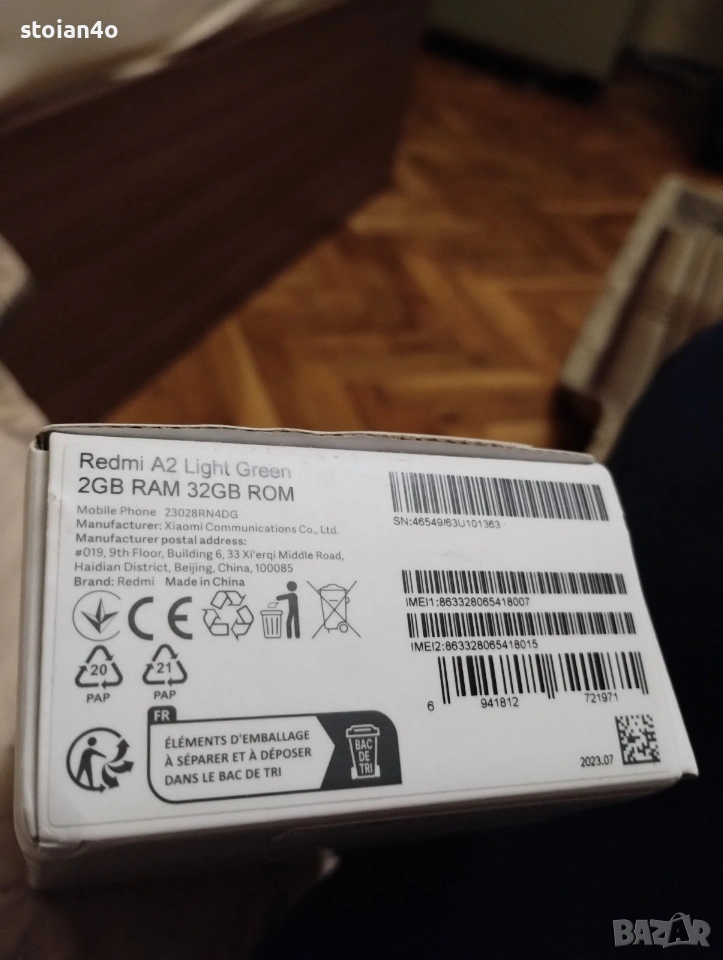 stoian4o
Redmi A2 Light Green
2GB RAM 32GB ROM
Mobile Phone 23028RN4DG
Manufacturer: Xiaomi Communications Co., Ltd.
Manufacturer postal address:
#019, 9th Floor, Building 6, 33 Xi'erqi Middle Road,
Haidian District, Beijing, China, 100085
Brand: Redmi Made in China
SN:46549/63U101363
IMEI1:863328065418007
IMEI2:863328065418015
6 941812 721971
CE
20
PAP
21
PAP
FR
ÉLÉMENTS D'EMBALLAGE
À SÉPARER ET À DÉPOSER
DANS LE BAC DE TRI
BAC
DE
TRI
2023.07
BAZAR